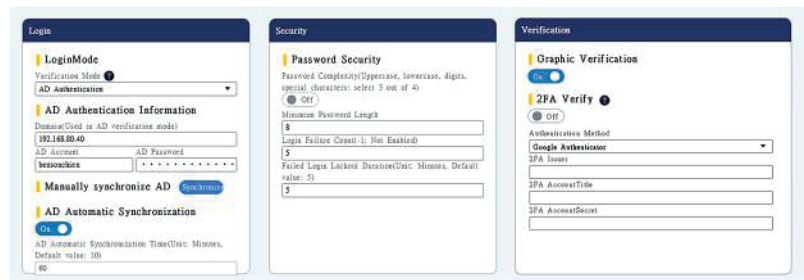 Login
LoginMode
Verification Mode ?
AD Authentication
AD Authentication Information
Domain(Used in AD verification mode)
192.168.80.40
AD Account AD Password
bensonchien
Manually synchronize AD Synchronize
AD Automatic Synchronization
On
AD Automatic Synchronization Time(Unit: Minutes,
Default value: 10)
60
Security
Password Security
Password Complexity(Uppercase, lowercase, digits,
special characters: select 3 out of 4)
Off
Minimum Password Length
8
Login Failure Count(-1: Not Enabled)
5
Failed Login Lockout Duration(Unit: Minutes, Default
value: 5)
5
Verification
Graphic Verification
On
2FA Verify ?
Off
Authentication Method
Google Authenticator
2FA Issuer
2FA AccountTitle
2FA AccountSecret